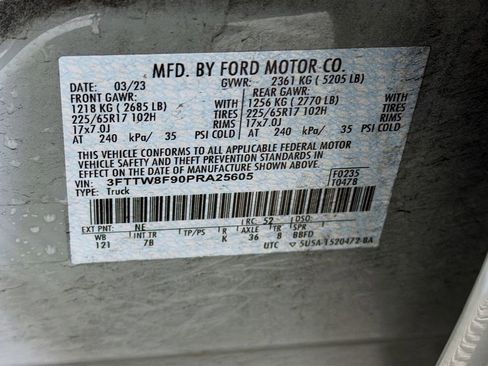 MFD. BY FORD MOTOR CO.
DATE: 03/23 GVWR: 2361 KG ( 5205 LB)
FRONT GAWR: REAR GAWR:
1218 KG ( 2685 LB) WITH 1256 KG ( 2770 LB) WITH
225/65R17 102H TIRES 225/65R17 102H TIRES
17x7.0J RIMS 17x7.0J RIMS
AT 240 kPa/ 35 PSI COLD AT 240 kPa/ 35 PSI COLD
THIS VEHICLE CONFORMS TO ALL APPLICABLE FEDERAL MOTOR
VEHICLE SAFETY AND THEFT PREVENTION STANDARDS IN
EFFECT ON THE DATE OF MANUFACTURE SHOWN ABOVE.
VIN: 3FTTW8F90PRA25605 F0235
TYPE: Truck T0478
EXT PNT: NE RC: 52 DSO:
WB INT TR TP/PS R AXLE TR SPR
121 7B K 36 8 BBFD
UTC ▽ 5U5A-1520472-BA